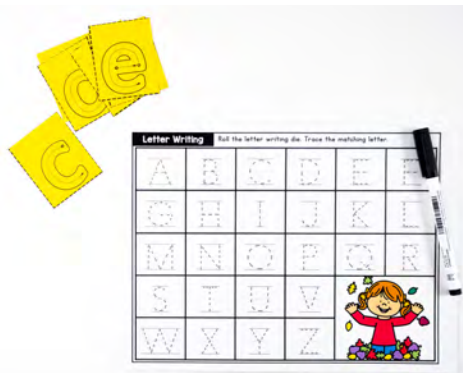 e
d
c
Letter Writing Roll the letter writing die. Trace the matching letter.
A B C D E F
G H I J K L
M N O P Q R
S T U V
W X Y Z